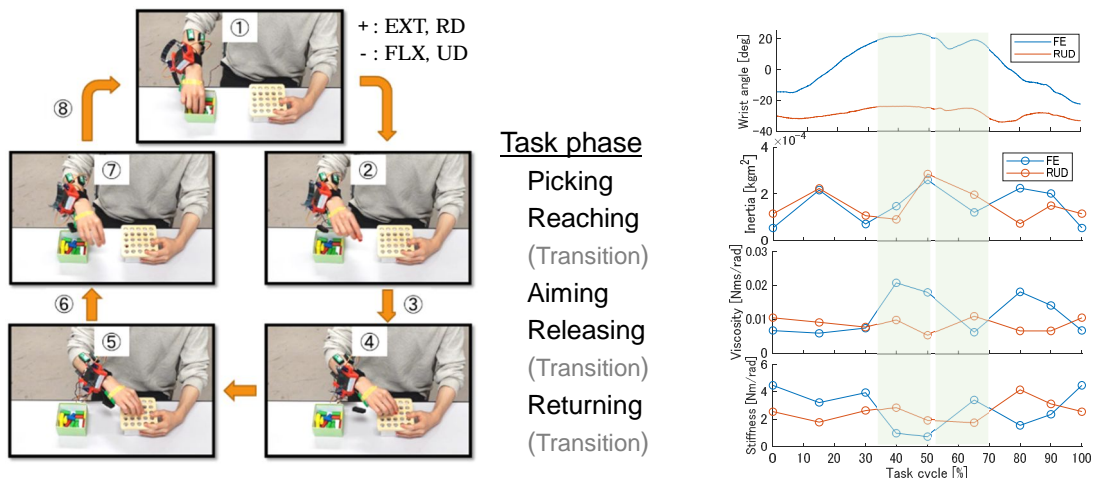 ①
+ : EXT, RD
- : FLX, UD
⑧
⑦
②
⑥
③
⑤
④
Task phase
Picking
Reaching
(Transition)
Aiming
Releasing
(Transition)
Returning
(Transition)
Wrist angle [deg]
20
0
-20
-40
FE
RUD
×10⁻⁴
Inertia [kgm²]
4
2
0
FE
RUD
Viscosity [Nms/rad]
0.03
0.02
0.01
0
Stiffness [Nm/rad]
6
4
2
0
0 10 20 30 40 50 60 70 80 90 100
Task cycle [%]